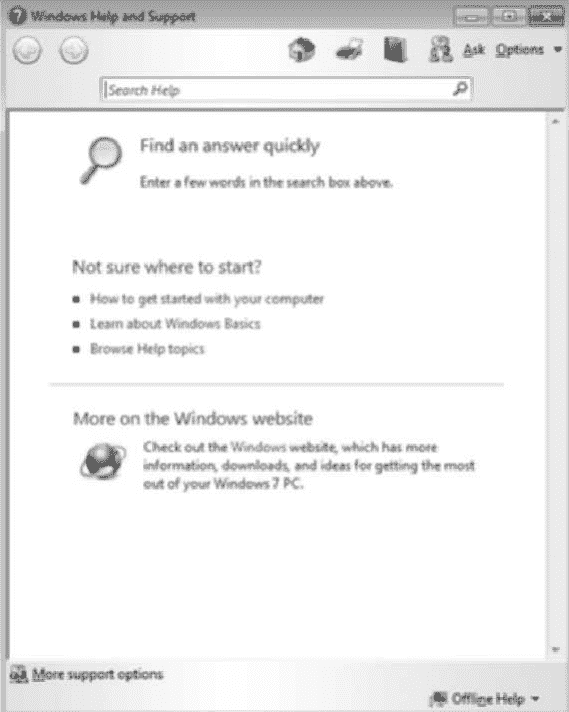 Windows Help and Support
Ask Options
Search Help
Find an answer quickly
Enter a few words in the search box above.
Not sure where to start?
How to get started with your computer
Learn about Windows Basics
Browse Help topics
More on the Windows website
Check out the Windows website, which has more
information, downloads, and ideas for getting the most
out of your Windows 7 PC.
More support options
Offline Help